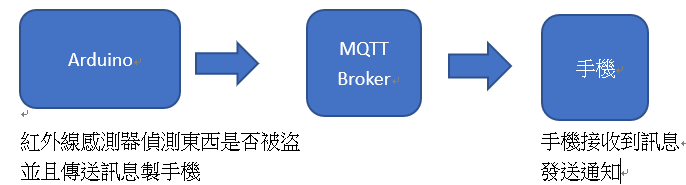 Arduino
MQTT
Broker
手機
紅外線感測器偵測東西是否被盜
並且傳送訊息製手機
手機接收到訊息
發送通知